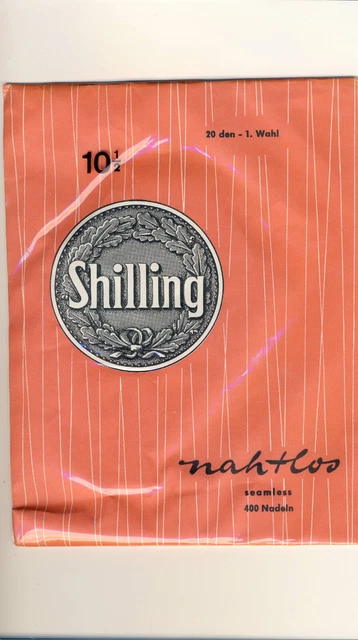 20 den - 1. Wahl
10½
Shilling
nahtlos
seamless
400 Nadeln